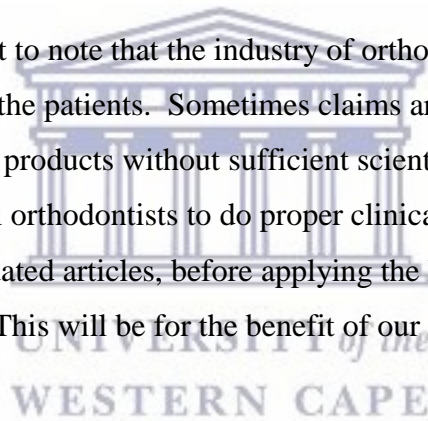 t to note that the industry of ortho
the patients.  Sometimes claims a
products without sufficient scient
orthodontists to do proper clinica
ated articles, before applying the
This will be for the benefit of our
UNIVERSITY of the
WESTERN CAPE